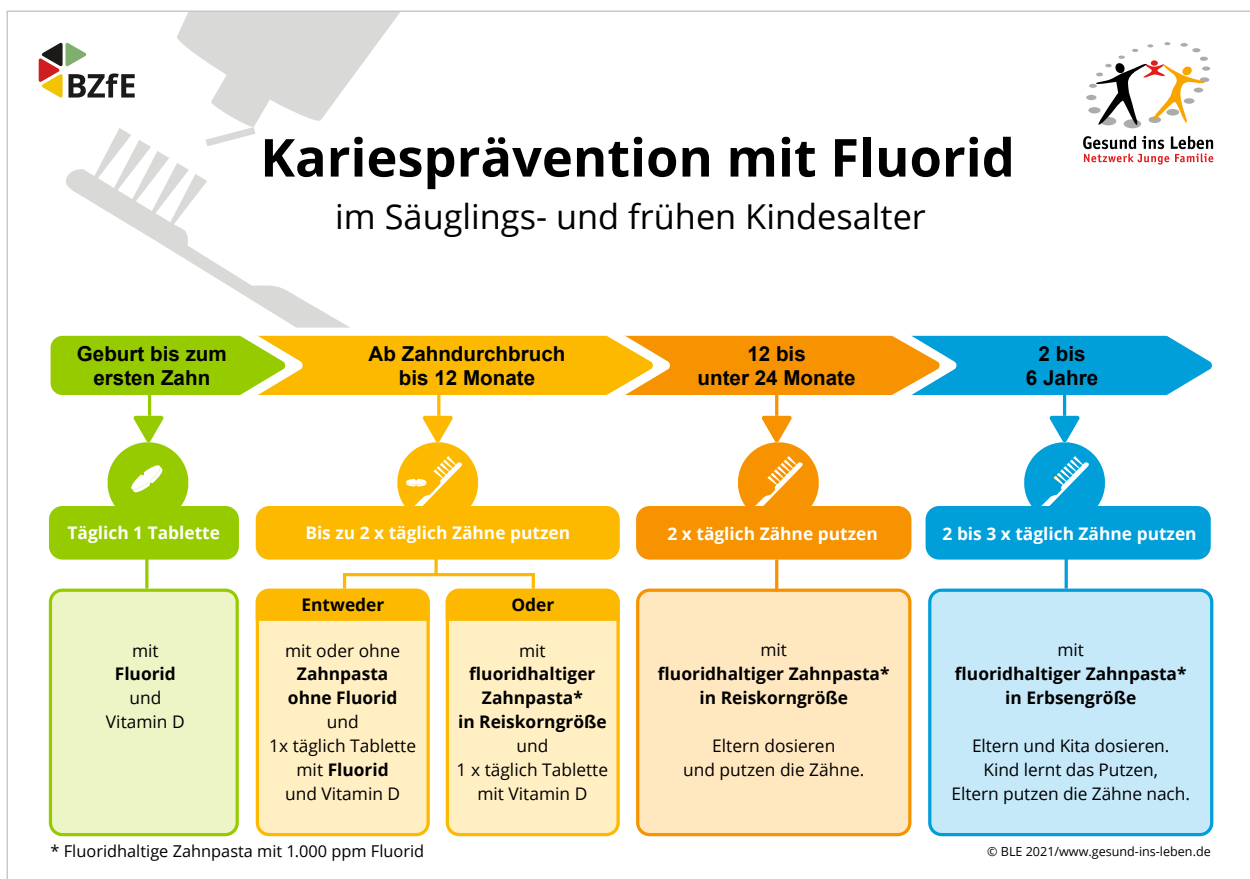 BZfE
Gesund ins Leben
Netzwerk Junge Familie
Kariesprävention mit Fluorid
im Säuglings- und frühen Kindesalter
Geburt bis zum
ersten Zahn
Täglich 1 Tablette
mit
Fluorid
und
Vitamin D
Ab Zahndurchbruch
bis 12 Monate
Bis zu 2 x täglich Zähne putzen
Entweder
mit oder ohne
Zahnpasta
ohne Fluorid
und
1x täglich Tablette
mit Fluorid
und Vitamin D
Oder
mit
fluoridhaltiger
Zahnpasta*
in Reiskorngröße
und
1 x täglich Tablette
mit Vitamin D
12 bis
unter 24 Monate
2 x täglich Zähne putzen
mit
fluoridhaltiger Zahnpasta*
in Reiskorngröße
Eltern dosieren
und putzen die Zähne.
2 bis
6 Jahre
2 bis 3 x täglich Zähne putzen
mit
fluoridhaltiger Zahnpasta*
in Erbsengröße
Eltern und Kita dosieren.
Kind lernt das Putzen,
Eltern putzen die Zähne nach.
* Fluoridhaltige Zahnpasta mit 1.000 ppm Fluorid
© BLE 2021/www.gesund-ins-leben.de